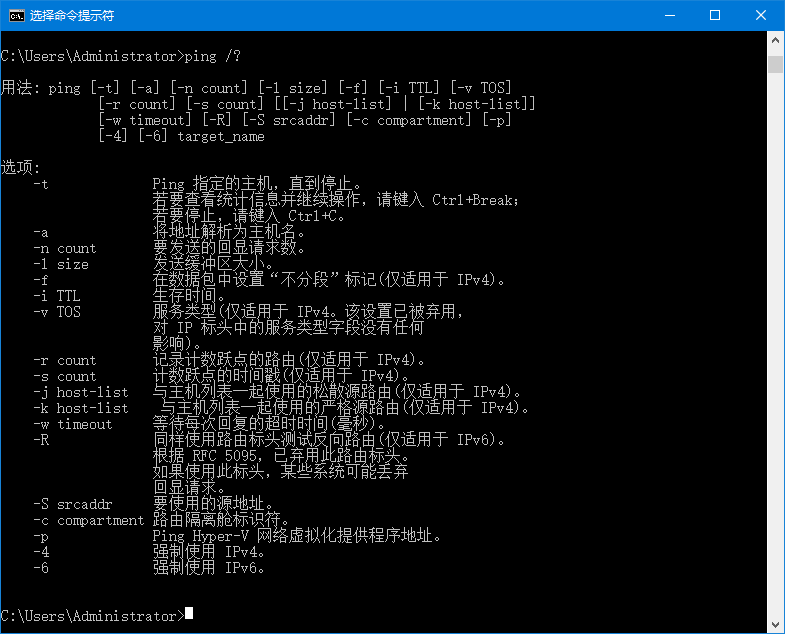 选择命令提示符
C:\Users\Administrator>ping /?
用法: ping [-t] [-a] [-n count] [-l size] [-f] [-i TTL] [-v TOS]
[-r count] [-s count] [[-j host-list] | [-k host-list]]
[-w timeout] [-R] [-S srcaddr] [-c compartment] [-p]
[-4] [-6] target_name
选项:
-t Ping 指定的主机，直到停止。
若要查看统计信息并继续操作，请键入 Ctrl+Break；
若要停止，请键入 Ctrl+C。
-a 将地址解析为主机名。
-n count 要发送的回显请求数。
-l size 发送缓冲区大小。
-f 在数据包中设置“不分段”标记(仅适用于 IPv4)。
-i TTL 生存时间。
-v TOS 服务类型(仅适用于 IPv4。该设置已被弃用，
对 IP 标头中的服务类型字段没有任何
影响)。
-r count 记录计数跃点的路由(仅适用于 IPv4)。
-s count 计数跃点的时间戳(仅适用于 IPv4)。
-j host-list 与主机列表一起使用的松散源路由(仅适用于 IPv4)。
-k host-list 与主机列表一起使用的严格源路由(仅适用于 IPv4)。
-w timeout 等待每次回复的超时时间(毫秒)。
-R 同样使用路由标头测试反向路由(仅适用于 IPv6)。
根据 RFC 5095，已弃用此路由标头。
如果使用此标头，某些系统可能丢弃
回显请求。
-S srcaddr 要使用的源地址。
-c compartment 路由隔离舱标识符。
-p Ping Hyper-V 网络虚拟化提供程序地址。
-4 强制使用 IPv4。
-6 强制使用 IPv6。
C:\Users\Administrator>